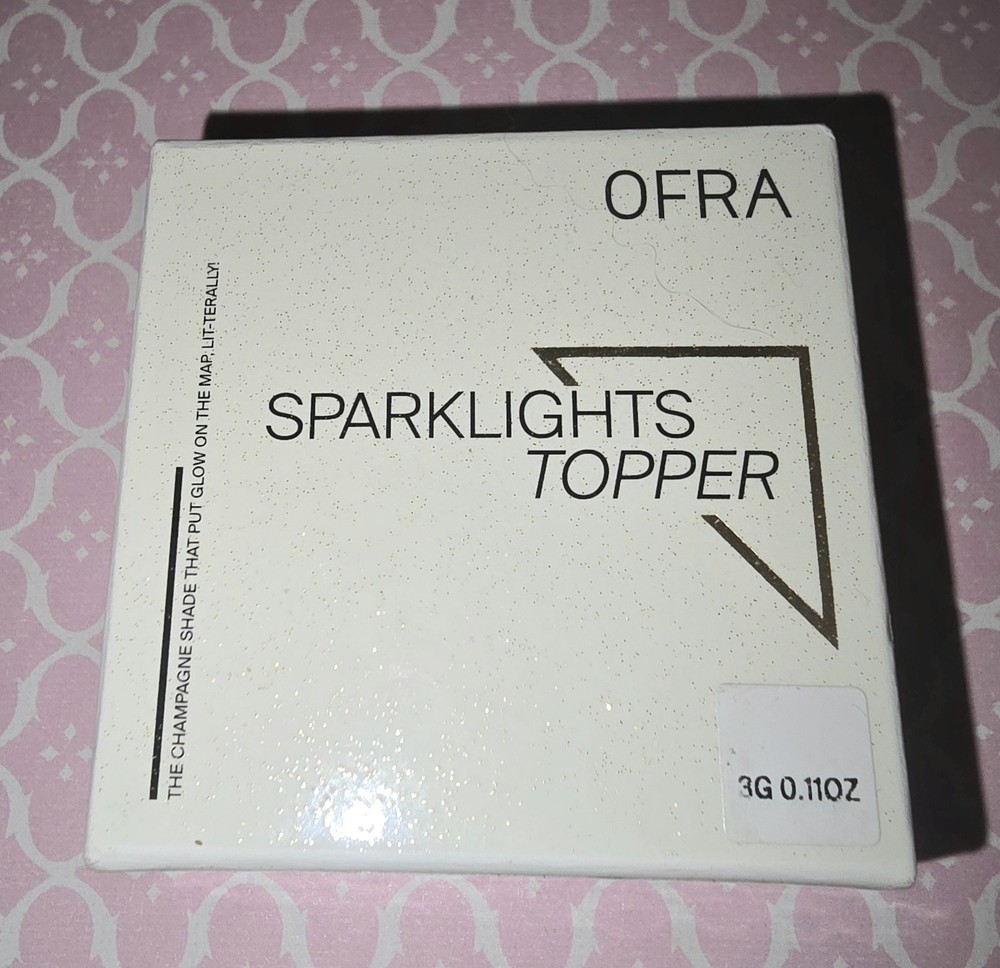 OFRA
SPARKLIGHTS
TOPPER
THE CHAMPAGNE SHADE THAT PUT GLOW ON THE MAP, LIT-TERALLY!
3G 0.11OZ